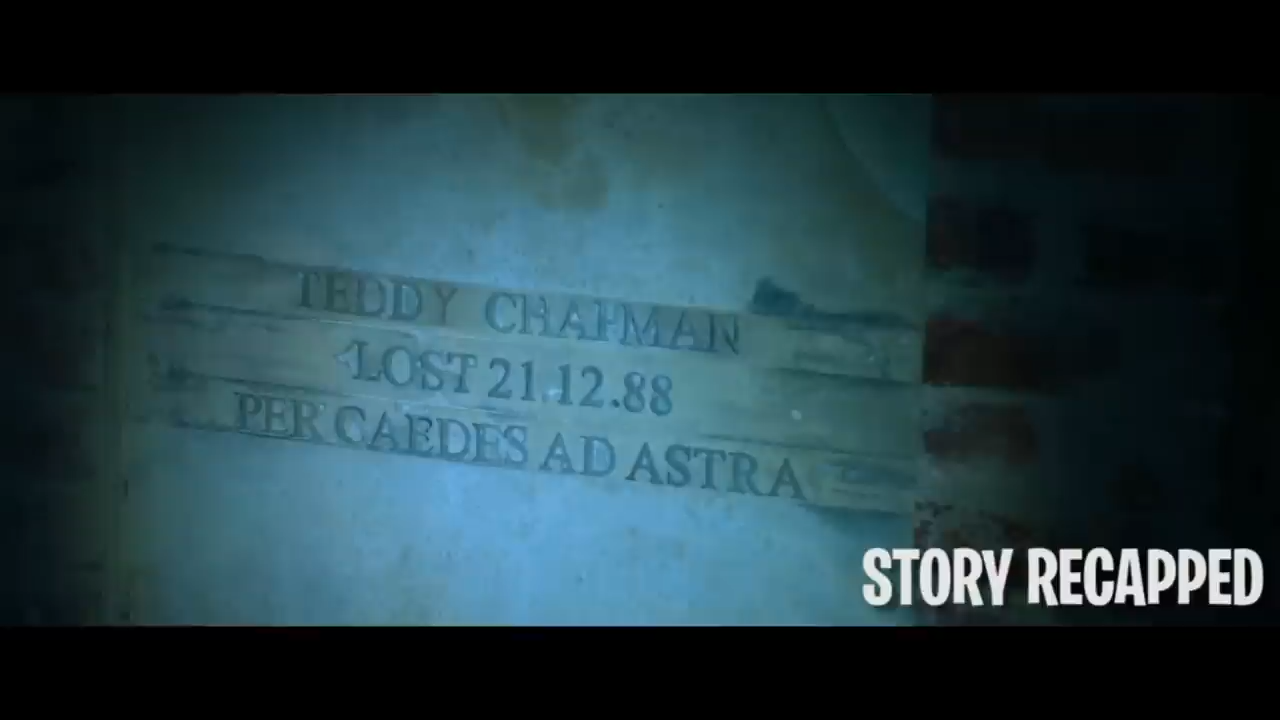 TEDDY CHAPMAN
LOST 21.12.88
PER CAEDES AD ASTRA
STORY RECAPPED